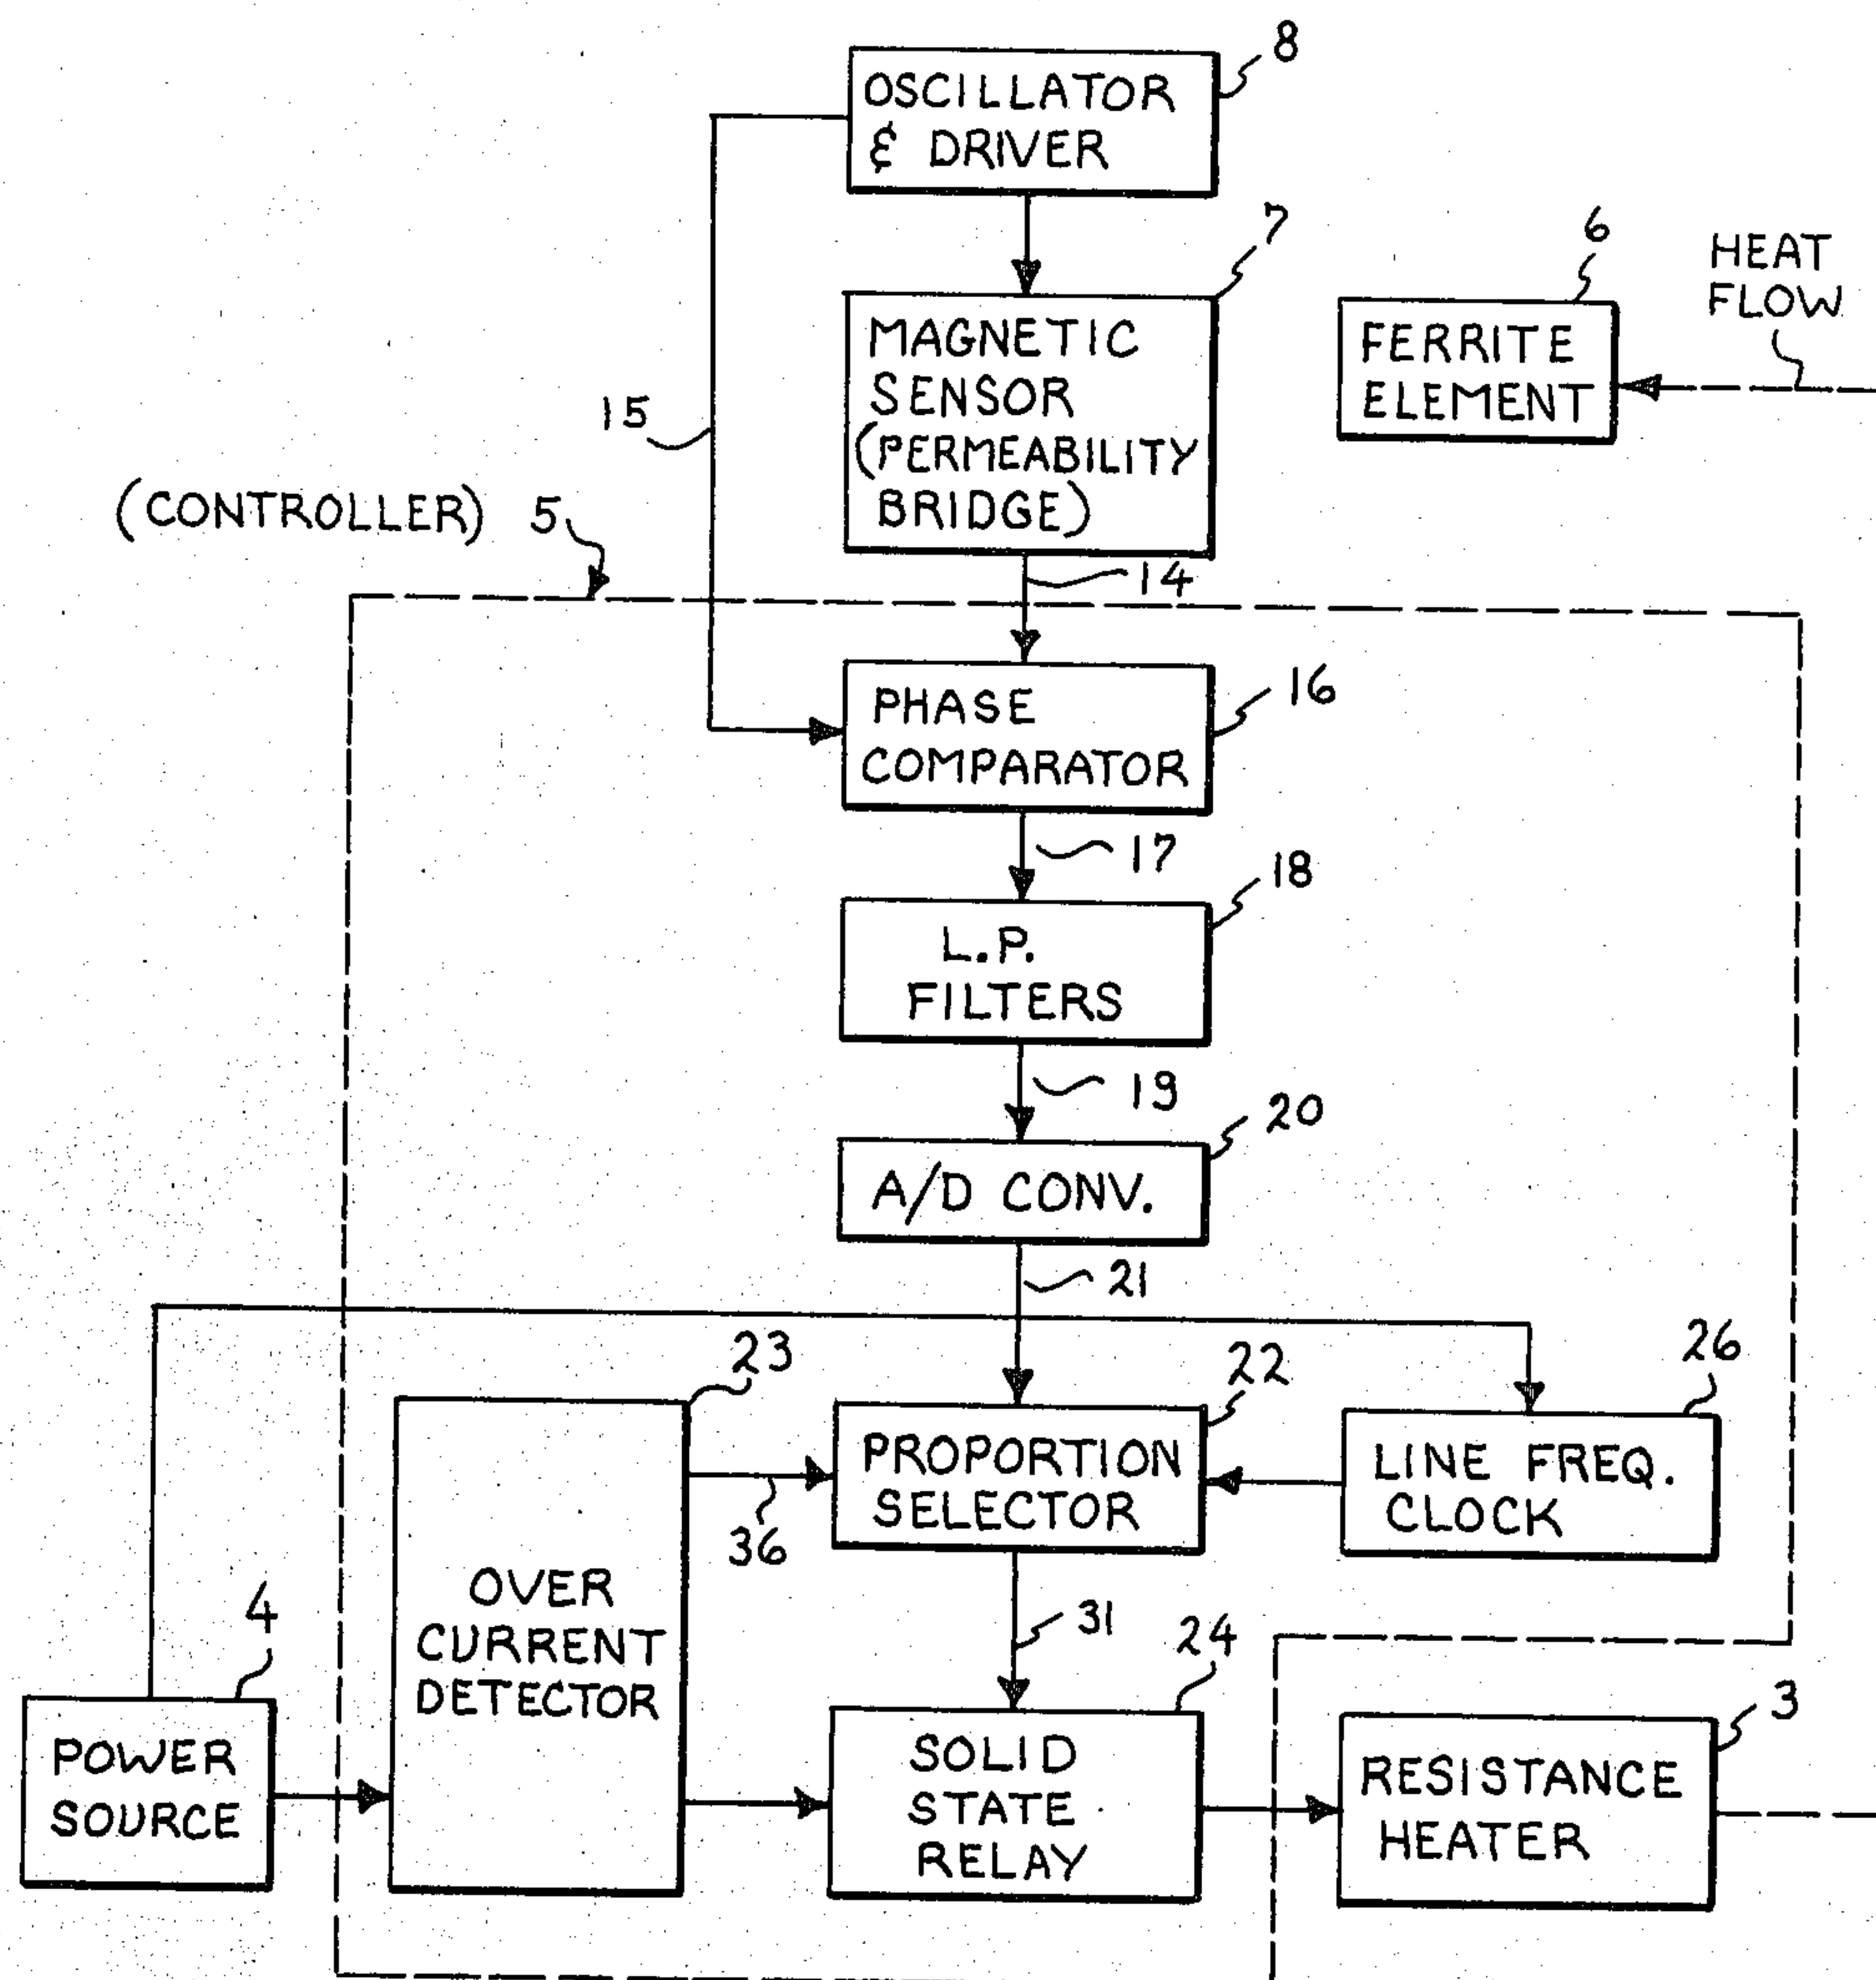 8
OSCILLATOR
& DRIVER
7
MAGNETIC
SENSOR
(PERMEABILITY
BRIDGE)
6
FERRITE
ELEMENT
HEAT
FLOW
15
(CONTROLLER) 5
14
16
PHASE
COMPARATOR
17
18
L.P.
FILTERS
19
20
A/D CONV.
21
23
22
26
PROPORTION
SELECTOR
LINE FREQ.
CLOCK
36
OVER
CURRENT
DETECTOR
4
31
24
3
POWER
SOURCE
SOLID
STATE
RELAY
RESISTANCE
HEATER